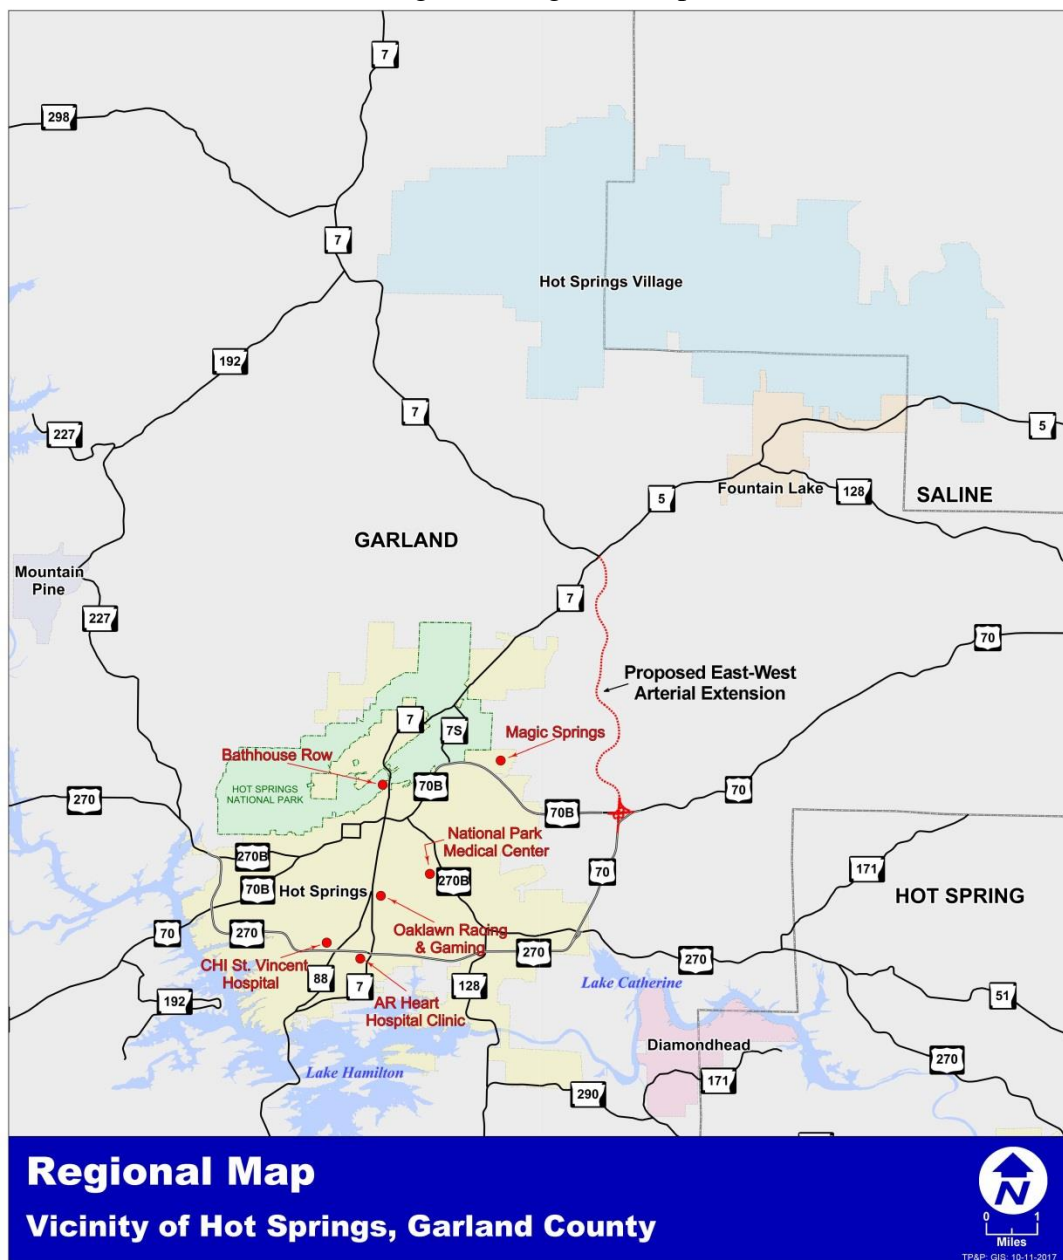 7
298
7
Hot Springs Village
192
7
5
227
5
Fountain Lake
128
SALINE
GARLAND
Mountain
Pine
7
227
70
Proposed East-West
Arterial Extension
7
7S
Magic Springs
Bathhouse Row
70B
HOT SPRINGS
NATIONAL PARK
270
70
70B
National Park
Medical Center
270B
70
171
270B
70B
Hot Springs
HOT SPRING
70
270
Oaklawn Racing
& Gaming
270
270
CHI St. Vincent
Hospital
88
7
128
Lake Catherine
192
AR Heart
Hospital Clinic
51
Diamondhead
270
Lake Hamilton
171
290
Regional Map
Vicinity of Hot Springs, Garland County
N
0 1
Miles
TP&P: GIS: 10-11-2017